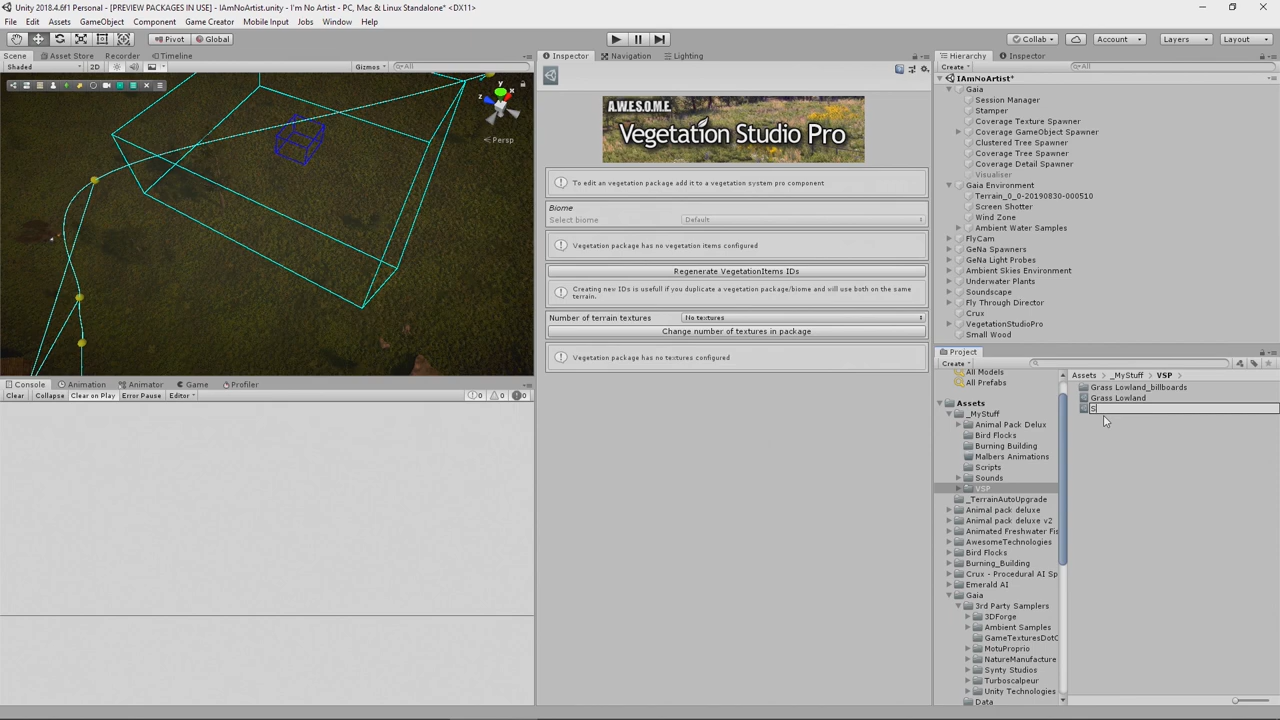 Unity 2018.4.6f1 Personal - [PREVIEW PACKAGES IN USE] - IAmNoArtist.unity - I'm No Artist - PC, Mac & Linux Standalone* <DX11>
File Edit Assets GameObject Component Game Creator Mobile Input Jobs Window Help
Pivot Global Collab Account Layers Layout
Scene Asset Store Recorder Timeline
Shaded 2D Gizmos All
y x z
Persp
Console Animation Animator Game Profiler
Clear Collapse Clear on Play Error Pause Editor 0 0 0
Inspector Navigation Lighting
A.W.E.S.O.M.E.
Vegetation Studio Pro
To edit an vegetation package add it to a vegetation system pro component
Biome
Select biome Default
Vegetation package has no vegetation items configured
Regenerate VegetationItems IDs
Creating new IDs is usefull if you duplicate a vegetation package/biome and will use both on the same
terrain.
Number of terrain textures No textures
Change number of textures in package
Vegetation package has no textures configured
Hierarchy Inspector
Create All
IAmNoArtist*
Gaia
Session Manager
Stamper
Coverage Texture Spawner
Coverage GameObject Spawner
Clustered Tree Spawner
Coverage Tree Spawner
Coverage Detail Spawner
Visualiser
Gaia Environment
Terrain_0_0-20190830-000510
Screen Shotter
Wind Zone
Ambient Water Samples
FlyCam
GeNa Spawners
GeNa Light Probes
Ambient Skies Environment
Underwater Plants
Soundscape
Fly Through Director
Crux
VegetationStudioPro
Small Wood
Project
Create
All Models
All Prefabs
Assets
_MyStuff
Animal Pack Delux
Bird Flocks
Burning Building
Malbers Animations
Scripts
Sounds
VSP
_TerrainAutoUpgrade
Animal pack deluxe
Animal pack deluxe v2
Animated Freshwater Fis
AwesomeTechnologies
Bird Flocks
Burning_Building
Crux - Procedural AI Sp
Emerald AI
Gaia
3rd Party Samplers
3DForge
Ambient Samples
GameTexturesDotC
MotuProprio
NatureManufacture
Synty Studios
Turboscalpeur
Unity Technologies
Data
Assets _MyStuff VSP
Grass Lowland_billboards
Grass Lowland
S